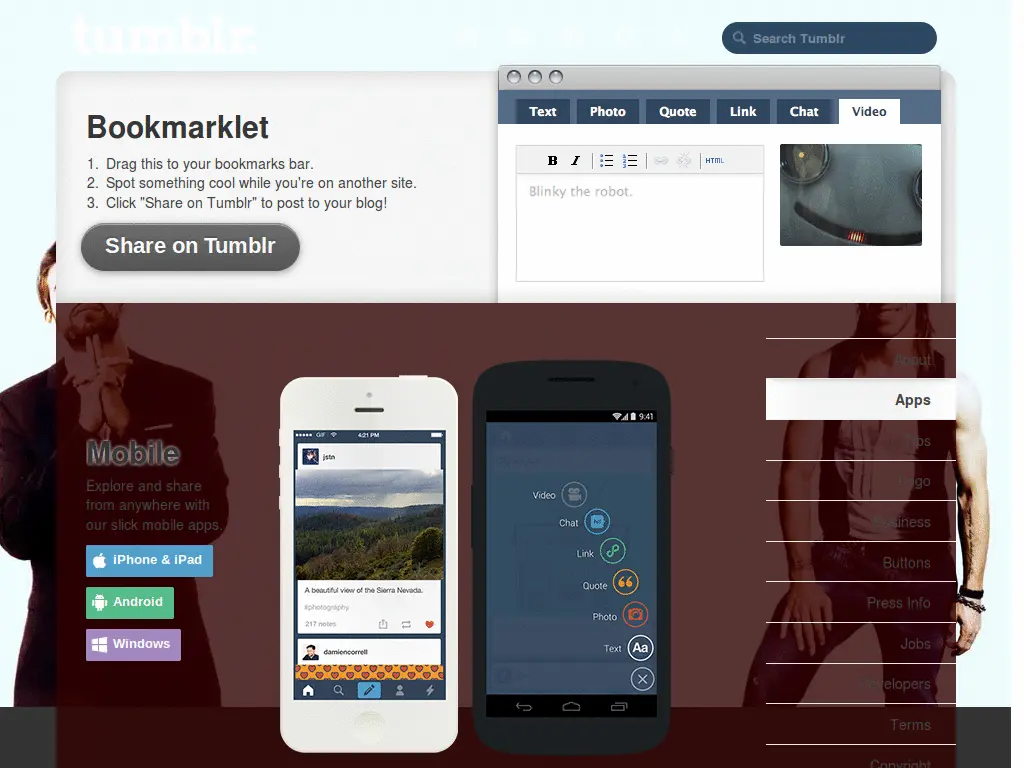 tumblr.
Search Tumblr
Bookmarklet
1. Drag this to your bookmarks bar.
2. Spot something cool while you're on another site.
3. Click "Share on Tumblr" to post to your blog!
Share on Tumblr
Text Photo Quote Link Chat Video
B I HTML
Blinky the robot.
Mobile
Explore and share
from anywhere with
our slick mobile apps.
iPhone & iPad
Android
Windows
GIF 4:21 PM
jstn
A beautiful view of the Sierra Nevada.
#photography
217 notes
damiencorrell
9:41
Video
Chat
Link
Quote
Photo
Text Aa
About
Apps
Logo
Business
Buttons
Press Info
Jobs
Developers
Terms
Copyright